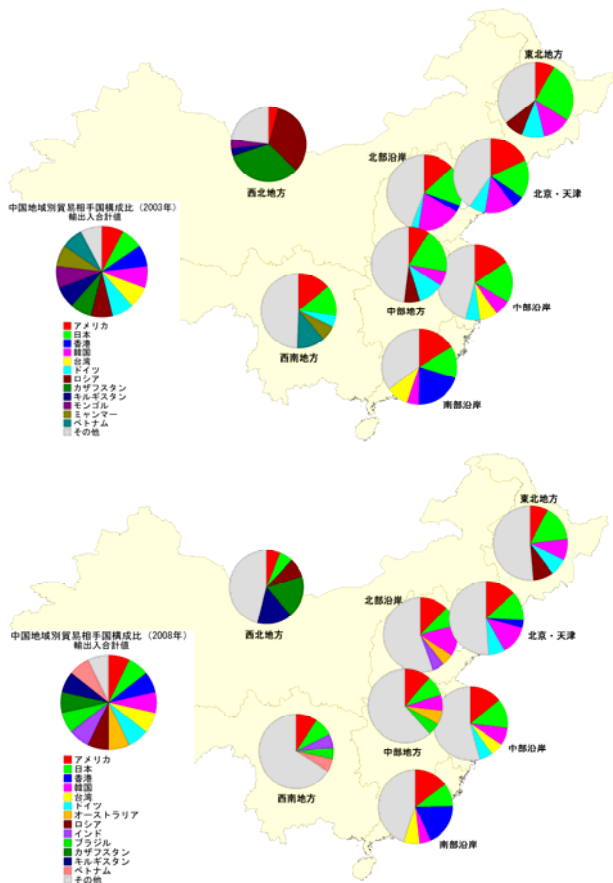 東北地方
北部沿岸
北京・天津
西北地方
中国地域別貿易相手国構成比（2003年）
輸出入合計値
中部地方
中部沿岸
西南地方
南部沿岸
アメリカ
日本
香港
韓国
台湾
ドイツ
ロシア
カザフスタン
キルギスタン
モンゴル
ミャンマー
ベトナム
その他
東北地方
北部沿岸
北京・天津
西北地方
中国地域別貿易相手国構成比（2008年）
輸出入合計値
中部地方
中部沿岸
西南地方
南部沿岸
アメリカ
日本
香港
韓国
台湾
ドイツ
オーストラリア
ロシア
インド
ブラジル
カザフスタン
キルギスタン
ベトナム
その他